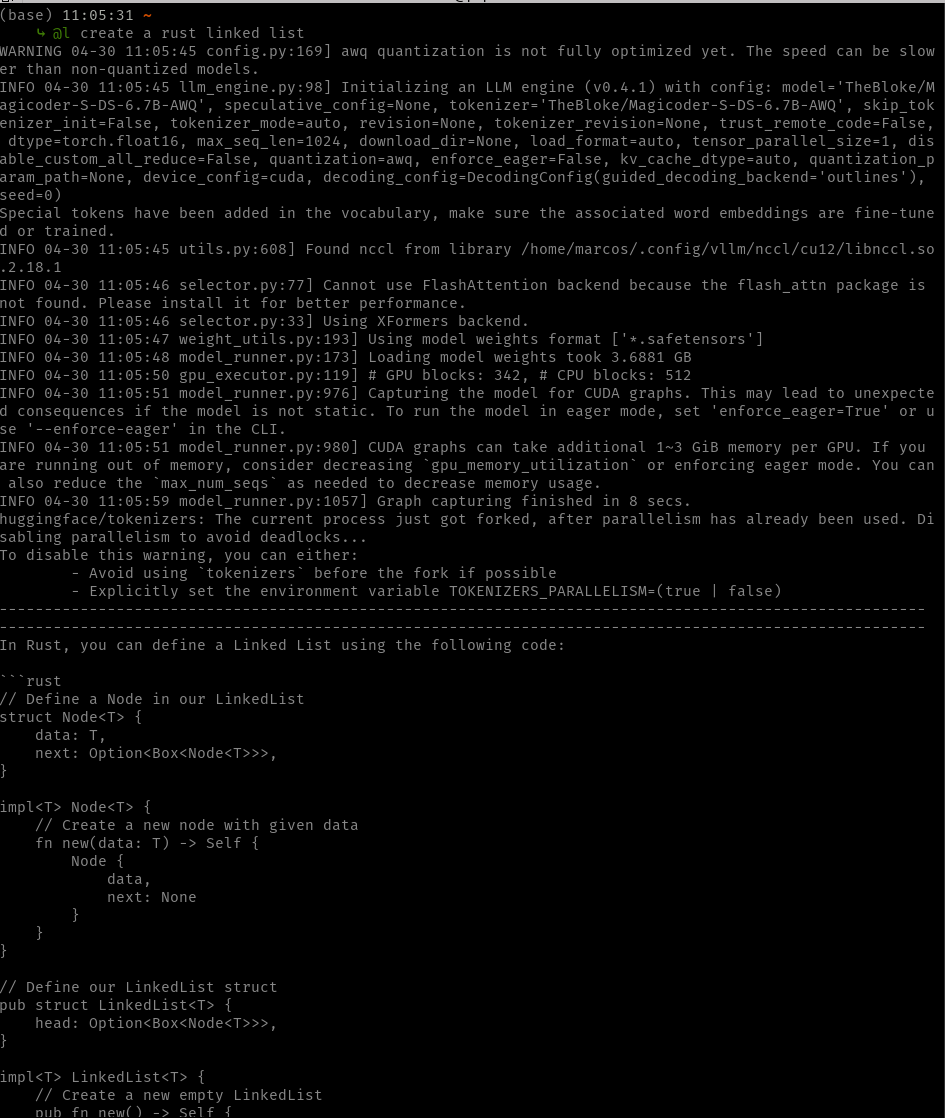 (base) 11:05:31 ~
↳ @l create a rust linked list
WARNING 04-30 11:05:45 config.py:169] awq quantization is not fully optimized yet. The speed can be slow
er than non-quantized models.
INFO 04-30 11:05:45 llm_engine.py:98] Initializing an LLM engine (v0.4.1) with config: model='TheBloke/M
agicoder-S-DS-6.7B-AWQ', speculative_config=None, tokenizer='TheBloke/Magicoder-S-DS-6.7B-AWQ', skip_tok
enizer_init=False, tokenizer_mode=auto, revision=None, tokenizer_revision=None, trust_remote_code=False,
 dtype=torch.float16, max_seq_len=1024, download_dir=None, load_format=auto, tensor_parallel_size=1, dis
able_custom_all_reduce=False, quantization=awq, enforce_eager=False, kv_cache_dtype=auto, quantization_p
aram_path=None, device_config=cuda, decoding_config=DecodingConfig(guided_decoding_backend='outlines'),
seed=0)
Special tokens have been added in the vocabulary, make sure the associated word embeddings are fine-tune
d or trained.
INFO 04-30 11:05:45 utils.py:608] Found nccl from library /home/marcos/.config/vllm/nccl/cu12/libnccl.so
.2.18.1
INFO 04-30 11:05:46 selector.py:77] Cannot use FlashAttention backend because the flash_attn package is
not found. Please install it for better performance.
INFO 04-30 11:05:46 selector.py:33] Using XFormers backend.
INFO 04-30 11:05:47 weight_utils.py:193] Using model weights format ['*.safetensors']
INFO 04-30 11:05:48 model_runner.py:173] Loading model weights took 3.6881 GB
INFO 04-30 11:05:50 gpu_executor.py:119] # GPU blocks: 342, # CPU blocks: 512
INFO 04-30 11:05:51 model_runner.py:976] Capturing the model for CUDA graphs. This may lead to unexpecte
d consequences if the model is not static. To run the model in eager mode, set 'enforce_eager=True' or u
se '--enforce-eager' in the CLI.
INFO 04-30 11:05:51 model_runner.py:980] CUDA graphs can take additional 1~3 GiB memory per GPU. If you
are running out of memory, consider decreasing `gpu_memory_utilization` or enforcing eager mode. You can
 also reduce the `max_num_seqs` as needed to decrease memory usage.
INFO 04-30 11:05:59 model_runner.py:1057] Graph capturing finished in 8 secs.
huggingface/tokenizers: The current process just got forked, after parallelism has already been used. Di
sabling parallelism to avoid deadlocks...
To disable this warning, you can either:
        - Avoid using `tokenizers` before the fork if possible
        - Explicitly set the environment variable TOKENIZERS_PARALLELISM=(true | false)
-------------------------------------------------------------------------------------------------------
-------------------------------------------------------------------------------------------------------
In Rust, you can define a Linked List using the following code:

```rust
// Define a Node in our LinkedList
struct Node<T> {
    data: T,
    next: Option<Box<Node<T>>>,
}

impl<T> Node<T> {
    // Create a new node with given data
    fn new(data: T) -> Self {
        Node {
            data,
            next: None
        }
    }
}

// Define our LinkedList struct
pub struct LinkedList<T> {
    head: Option<Box<Node<T>>>,
}

impl<T> LinkedList<T> {
    // Create a new empty LinkedList
    pub fn new() -> Self {